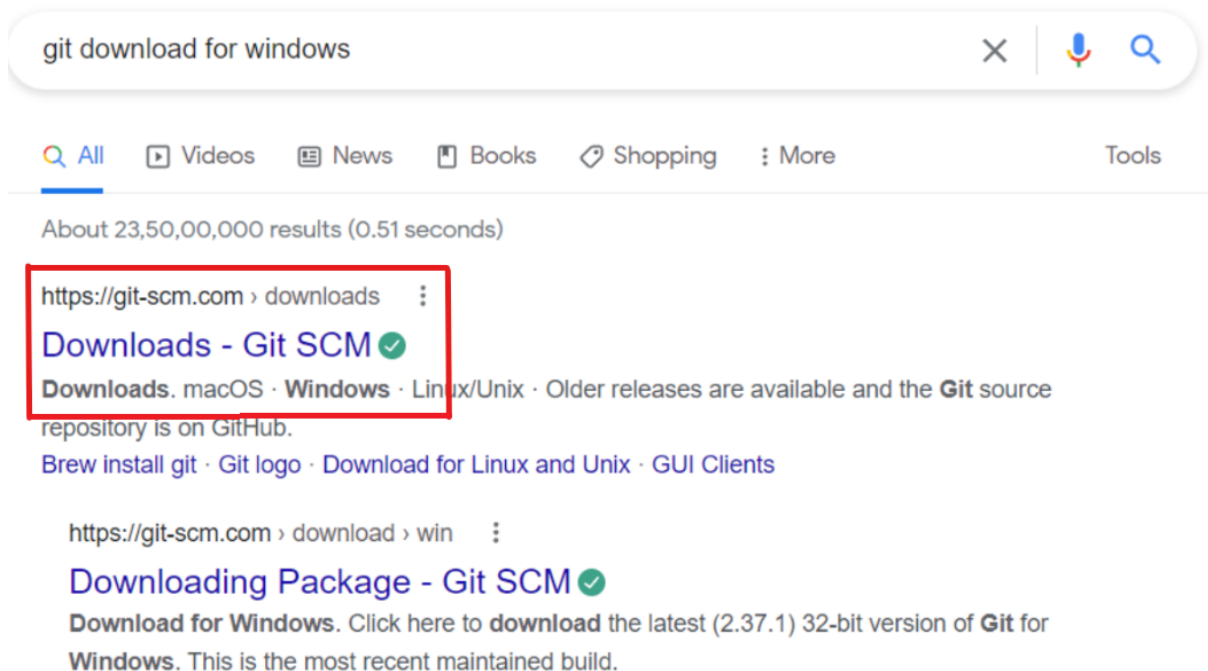 git download for windows
All Videos News Books Shopping More Tools
About 23,50,00,000 results (0.51 seconds)
https://git-scm.com › downloads
Downloads - Git SCM
Downloads. macOS · Windows · Linux/Unix · Older releases are available and the Git source
repository is on GitHub.
Brew install git · Git logo · Download for Linux and Unix · GUI Clients
https://git-scm.com › download › win
Downloading Package - Git SCM
Download for Windows. Click here to download the latest (2.37.1) 32-bit version of Git for
Windows. This is the most recent maintained build.